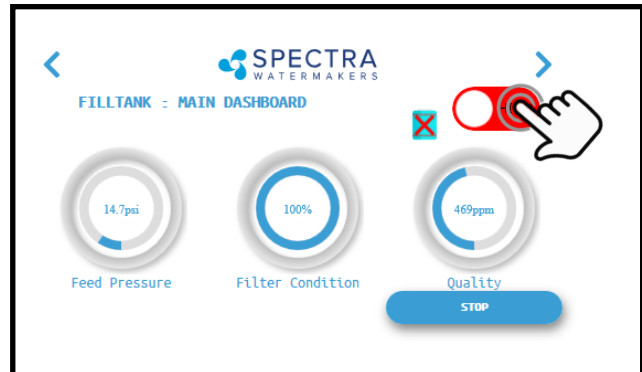 SPECTRA
WATERMAKERS
FILLTANK : MAIN DASHBOARD
14.7psi
100%
469ppm
Feed Pressure
Filter Condition
Quality
STOP